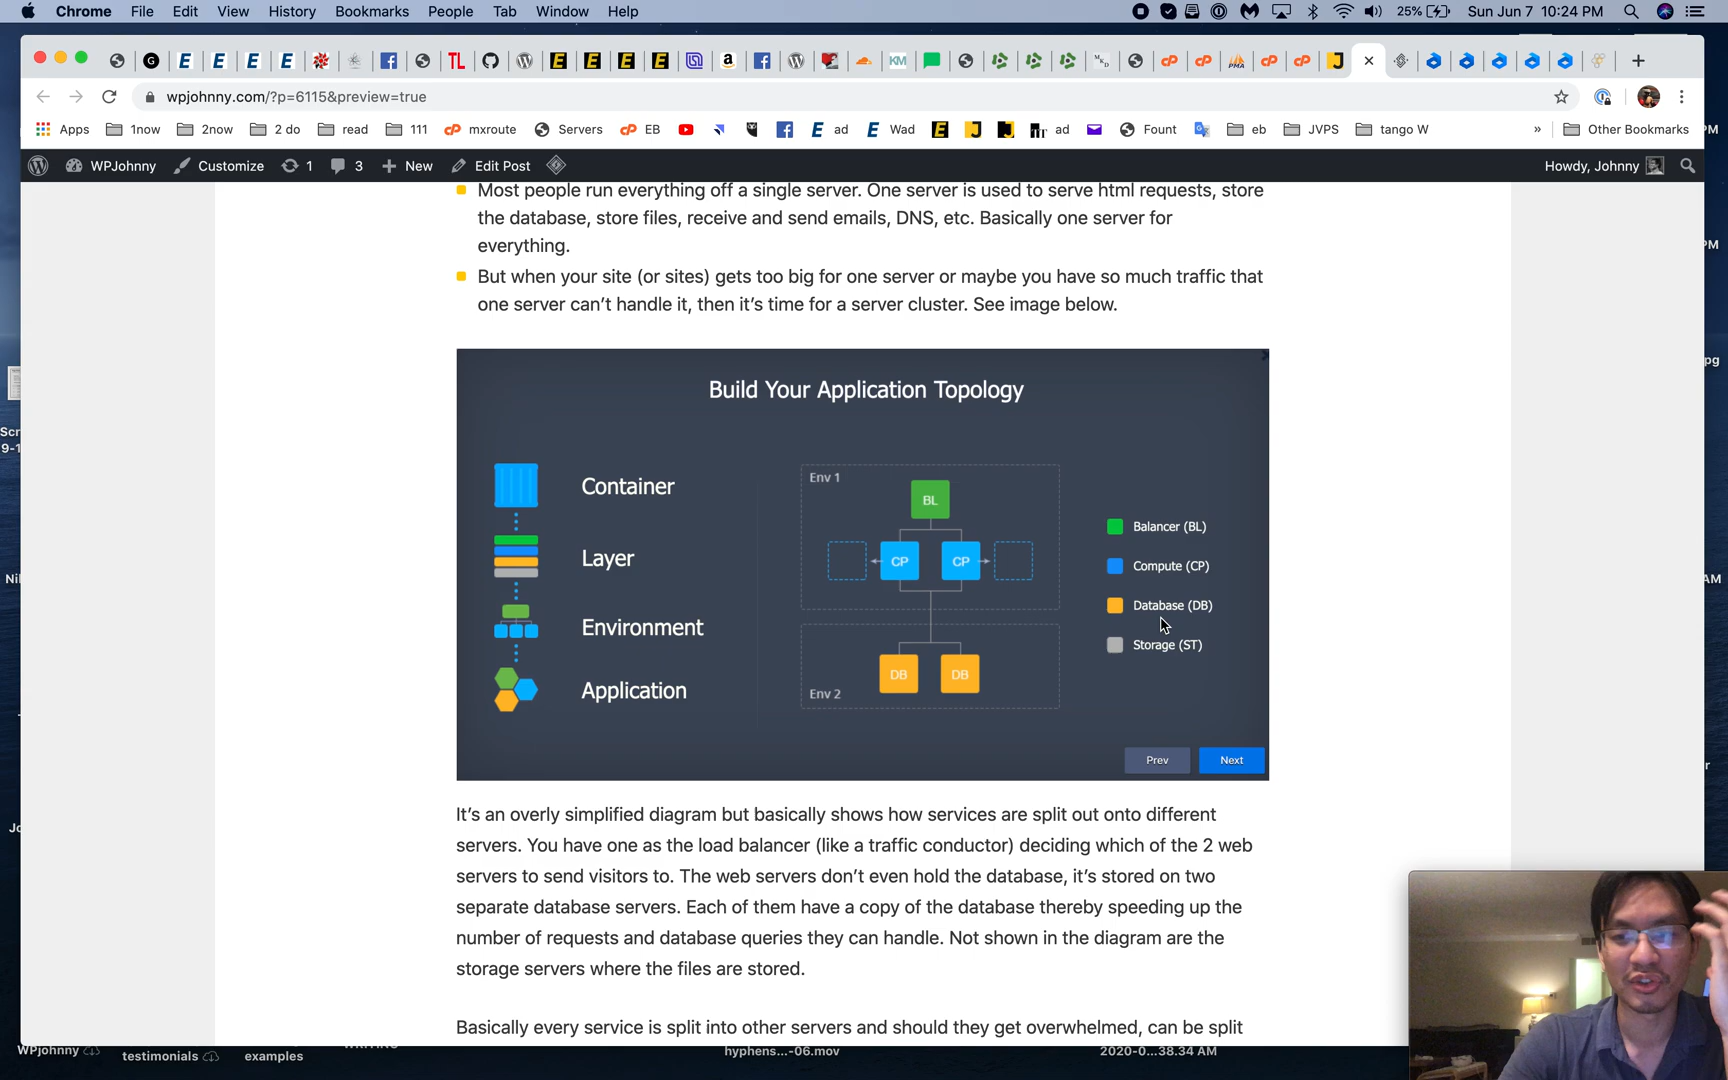 Chrome File Edit View History Bookmarks People Tab Window Help 25% Sun Jun 7 10:24 PM
wpjohnny.com/?p=6115&preview=true
Apps 1now 2now 2 do read 111 mxroute Servers EB ad Wad ad Fount eb JVPS tango W » Other Bookmarks
WPJohnny Customize 1 3 New Edit Post Howdy, Johnny
Most people run everything off a single server. One server is used to serve html requests, store
the database, store files, receive and send emails, DNS, etc. Basically one server for
everything.
But when your site (or sites) gets too big for one server or maybe you have so much traffic that
one server can’t handle it, then it’s time for a server cluster. See image below.
Build Your Application Topology
Container
Layer
Environment
Application
Env 1
BL
CP CP
DB DB
Env 2
Balancer (BL)
Compute (CP)
Database (DB)
Storage (ST)
Prev Next
It’s an overly simplified diagram but basically shows how services are split out onto different
servers. You have one as the load balancer (like a traffic conductor) deciding which of the 2 web
servers to send visitors to. The web servers don’t even hold the database, it’s stored on two
separate database servers. Each of them have a copy of the database thereby speeding up the
number of requests and database queries they can handle. Not shown in the diagram are the
storage servers where the files are stored.
Basically every service is split into other servers and should they get overwhelmed, can be split
WPjohnny testimonials examples hyphens...-06.mov 2020-0...38.34 AM